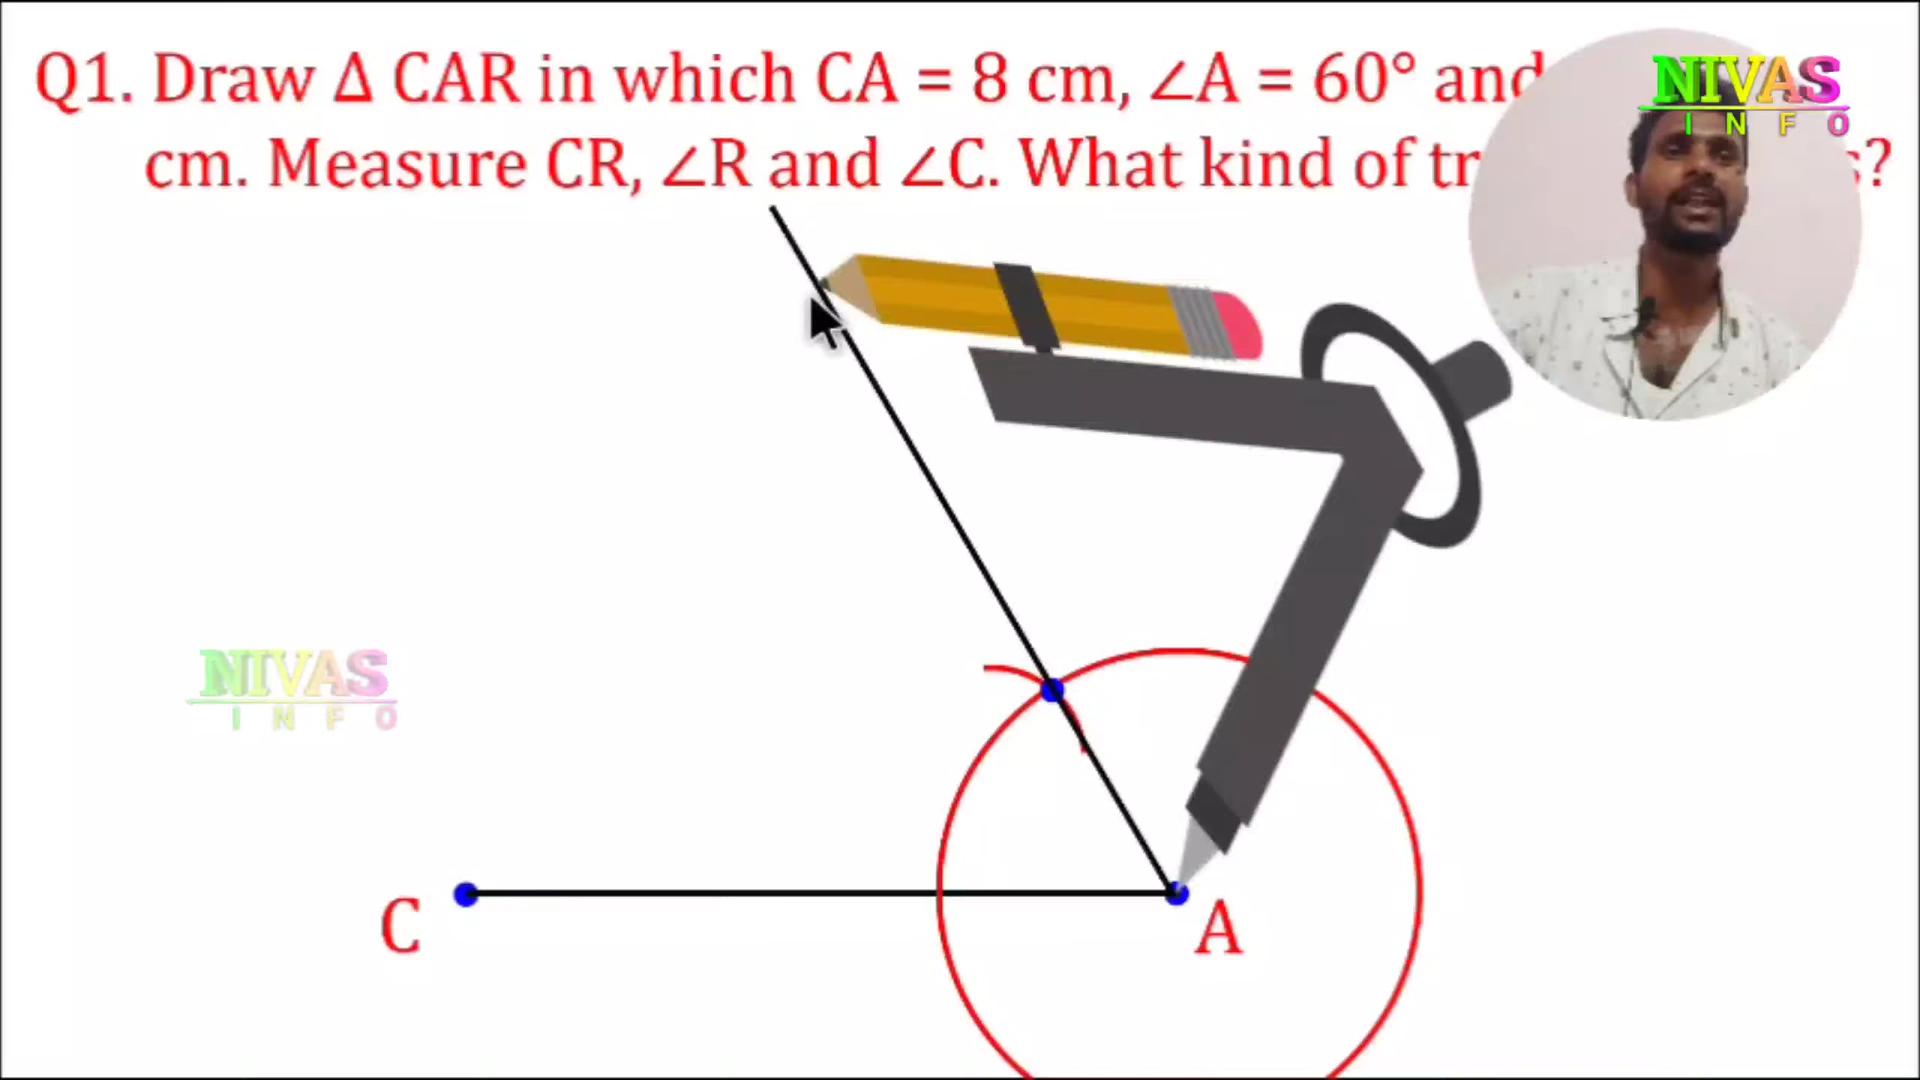 Q1. Draw Δ CAR in which CA = 8 cm, ∠A = 60° and
NIVAS
INFO
cm. Measure CR, ∠R and ∠C. What kind of tr s?
NIVAS
INFO
C
A